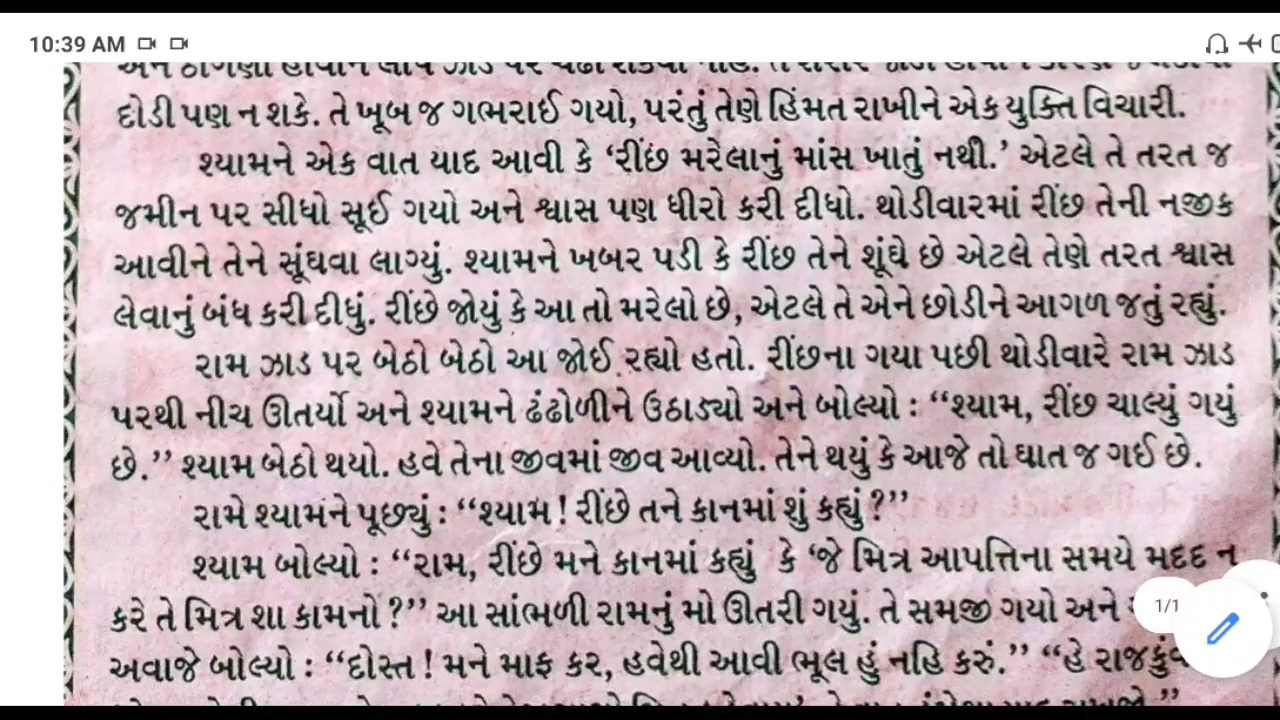 10:39 AM
દોડી પણ ન શકે. તે ખૂબ જ ગભરાઈ ગયો, પરંતું તેણે હિંમત રાખીને એક યુક્તિ વિચારી.
શ્યામને એક વાત યાદ આવી કે ‘રીંછ મરેલાનું માંસ ખાતું નથી.’ એટલે તે તરત જ
જમીન પર સીધો સૂઈ ગયો અને શ્વાસ પણ ધીરો કરી દીધો. થોડીવારમાં રીંછ તેની નજીક
આવીને તેને સૂંઘવા લાગ્યું. શ્યામને ખબર પડી કે રીંછ તેને શૂંઘે છે એટલે તેણે તરત શ્વાસ
લેવાનું બંધ કરી દીધું. રીંછે જોયું કે આ તો મરેલો છે, એટલે તે એને છોડીને આગળ જતું રહ્યું.
રામ ઝાડ પર બેઠો બેઠો આ જોઈ રહ્યો હતો. રીંછના ગયા પછી થોડીવારે રામ ઝાડ
પરથી નીચ ઊતર્યો અને શ્યામને ઢંઢોળીને ઉઠાડ્યો અને બોલ્યો : “શ્યામ, રીંછ ચાલ્યું ગયું
છે.” શ્યામ બેઠો થયો. હવે તેના જીવમાં જીવ આવ્યો. તેને થયું કે આજે તો ઘાત જ ગઈ છે.
રામે શ્યામને પૂછ્યું : “શ્યામ ! રીંછે તને કાનમાં શું કહ્યું ?”
શ્યામ બોલ્યો : “રામ, રીંછે મને કાનમાં કહ્યું કે ‘જે મિત્ર આપત્તિના સમયે મદદ ન
કરે તે મિત્ર શા કામનો ?” આ સાંભળી રામનું મો ઊતરી ગયું. તે સમજી ગયો અને
1/1
અવાજે બોલ્યો : “દોસ્ત ! મને માફ કર, હવેથી આવી ભૂલ હું નહિ કરું.” “હે